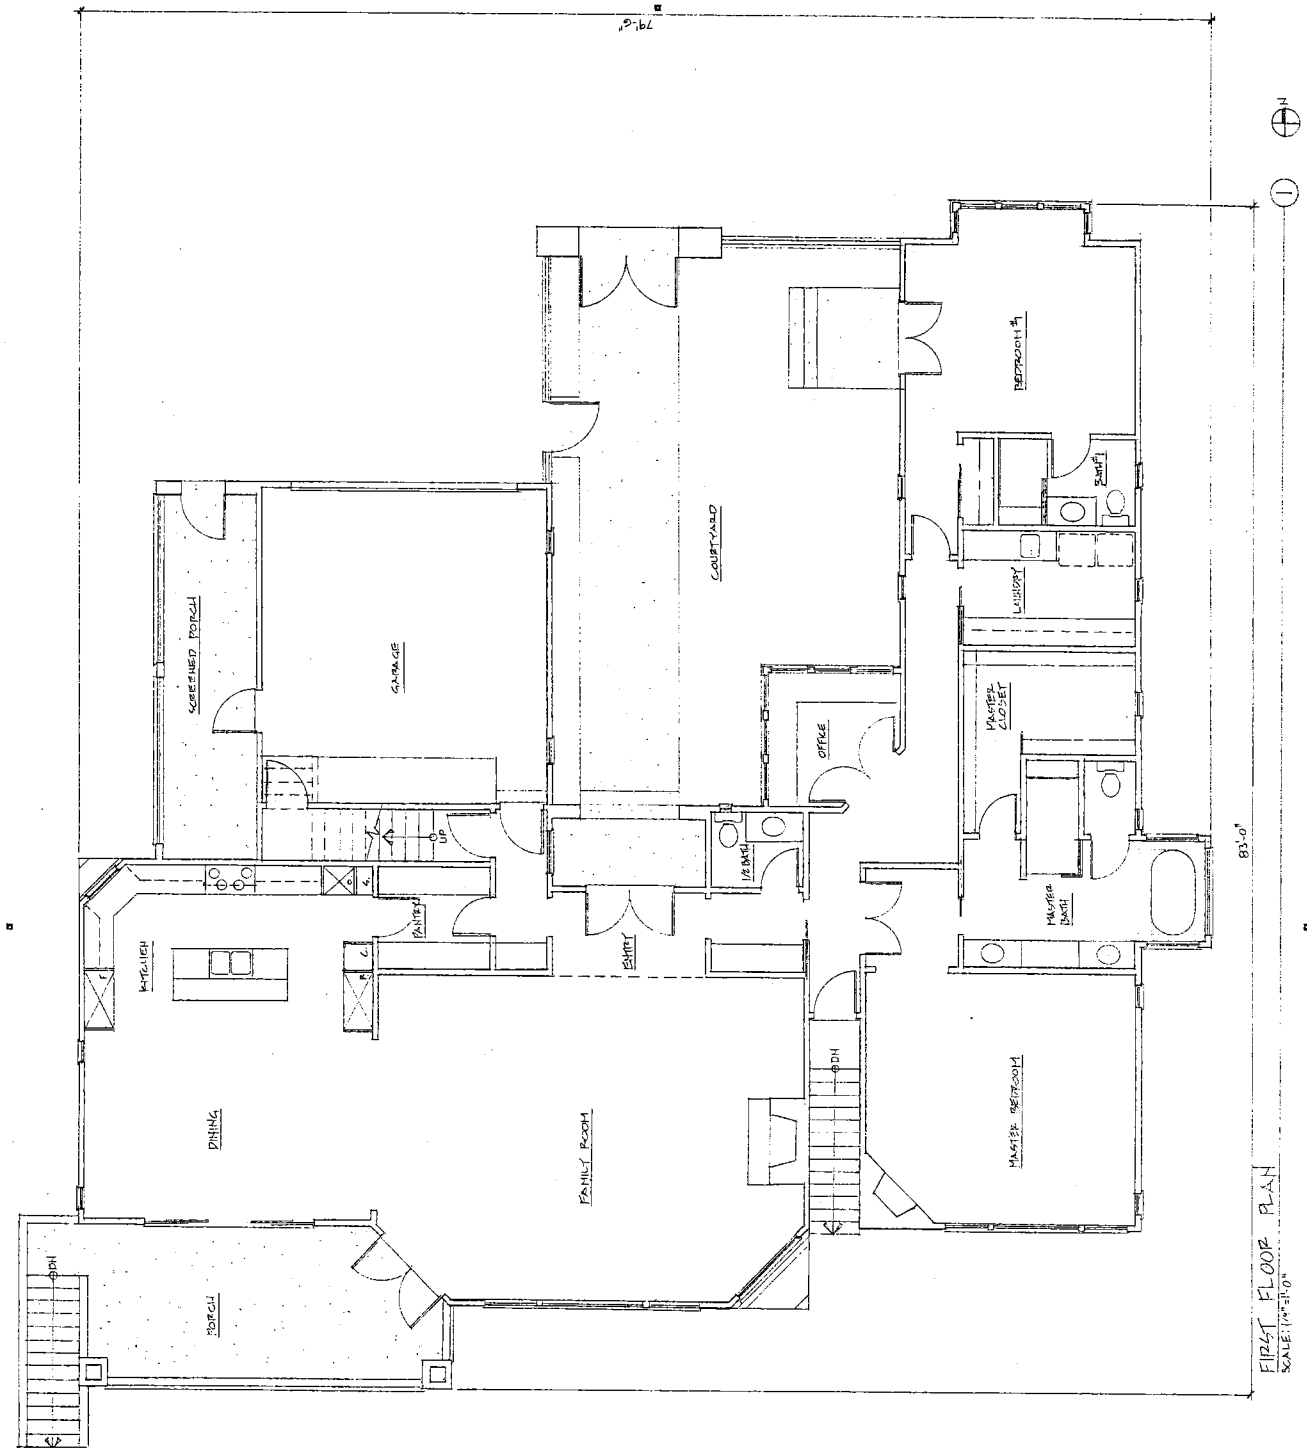 79'-6"
N
1
BEDROOM #1
BATH #1
COURTYARD
LAUNDRY
SCREENED PORCH
GARAGE
MASTER
CLOSET
OFFICE
UP
1/2 BATH
83'-0"
MASTER
BATH
PANTRY
ENTRY
KITCHEN
F
R
C.
O.
C.
DN
DINING
FAMILY ROOM
MASTER BEDROOM
DN
PORCH
FIRST FLOOR PLAN
SCALE: 1/4"=1'-0"